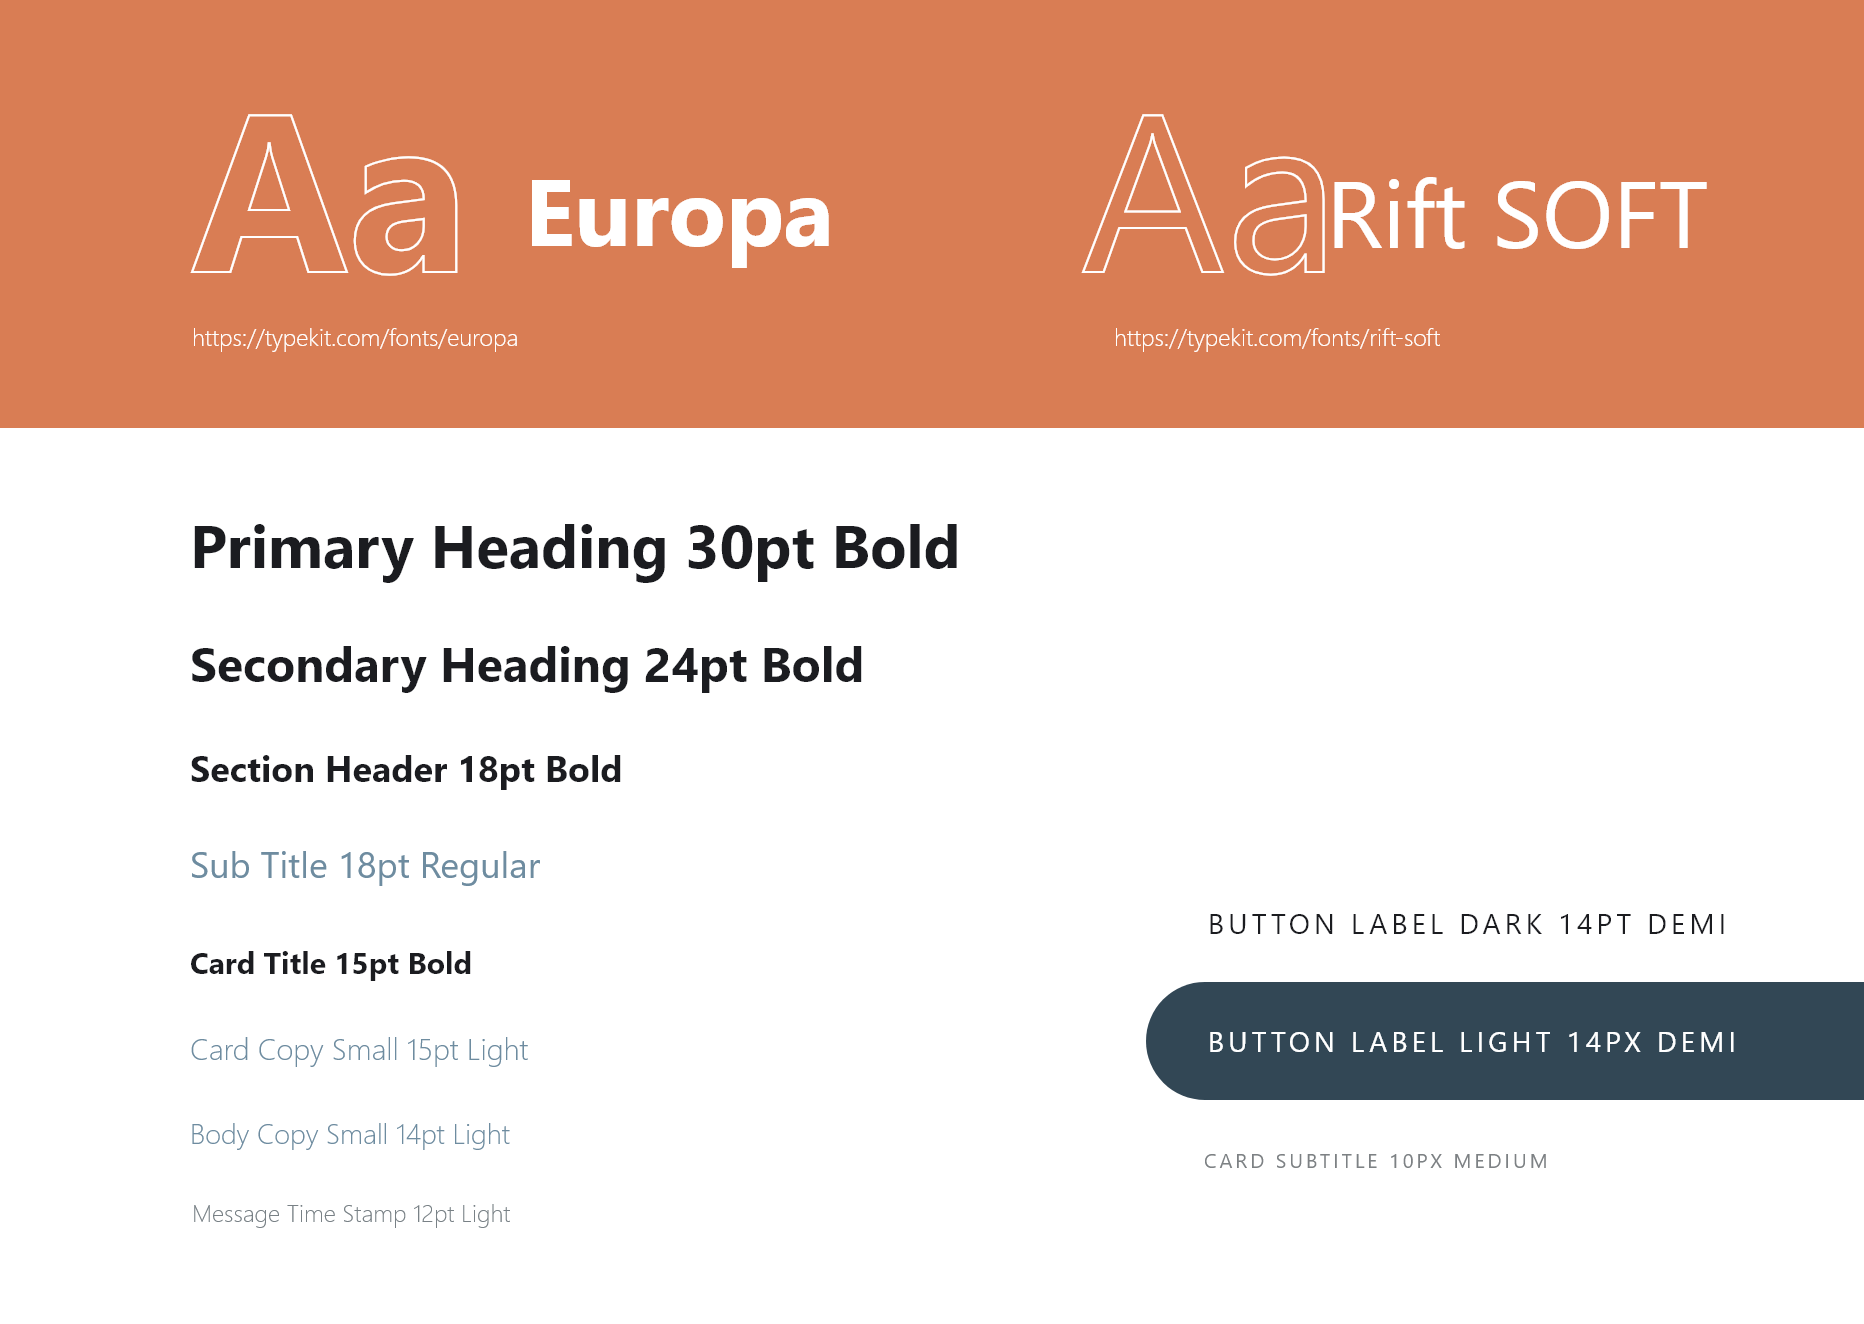 Aa Europa
https://typekit.com/fonts/europa
Aa Rift SOFT
https://typekit.com/fonts/rift-soft
Primary Heading 30pt Bold
Secondary Heading 24pt Bold
Section Header 18pt Bold
Sub Title 18pt Regular
Card Title 15pt Bold
Card Copy Small 15pt Light
Body Copy Small 14pt Light
Message Time Stamp 12pt Light
BUTTON LABEL DARK 14PT DEMI
BUTTON LABEL LIGHT 14PX DEMI
CARD SUBTITLE 10PX MEDIUM